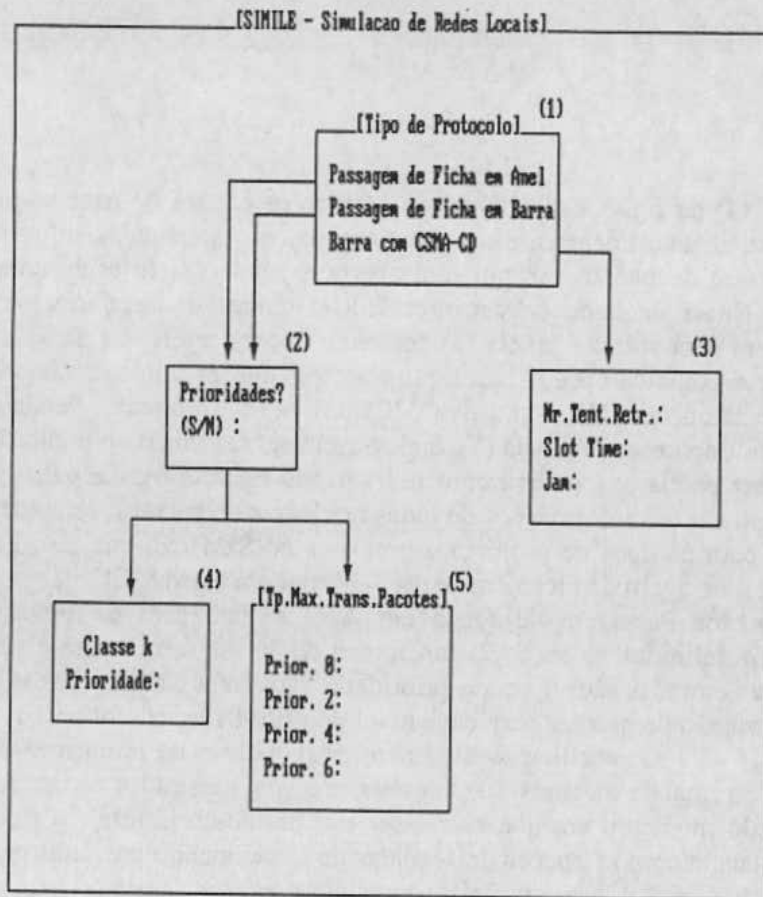 [SIMILE - Simulacao de Redes Locais]
(1)
[Tipo de Protocolo]
Passagem de Ficha em Anel
Passagem de Ficha em Barra
Barra com CSMA-CD
(2)
Prioridades?
(S/N) :
(3)
Nr.Tent.Retr.:
Slot Time:
Jam:
(4)
Classe k
Prioridade:
(5)
[Tp.Max.Trans.Pacotes]
Prior. 0:
Prior. 2:
Prior. 4:
Prior. 6: